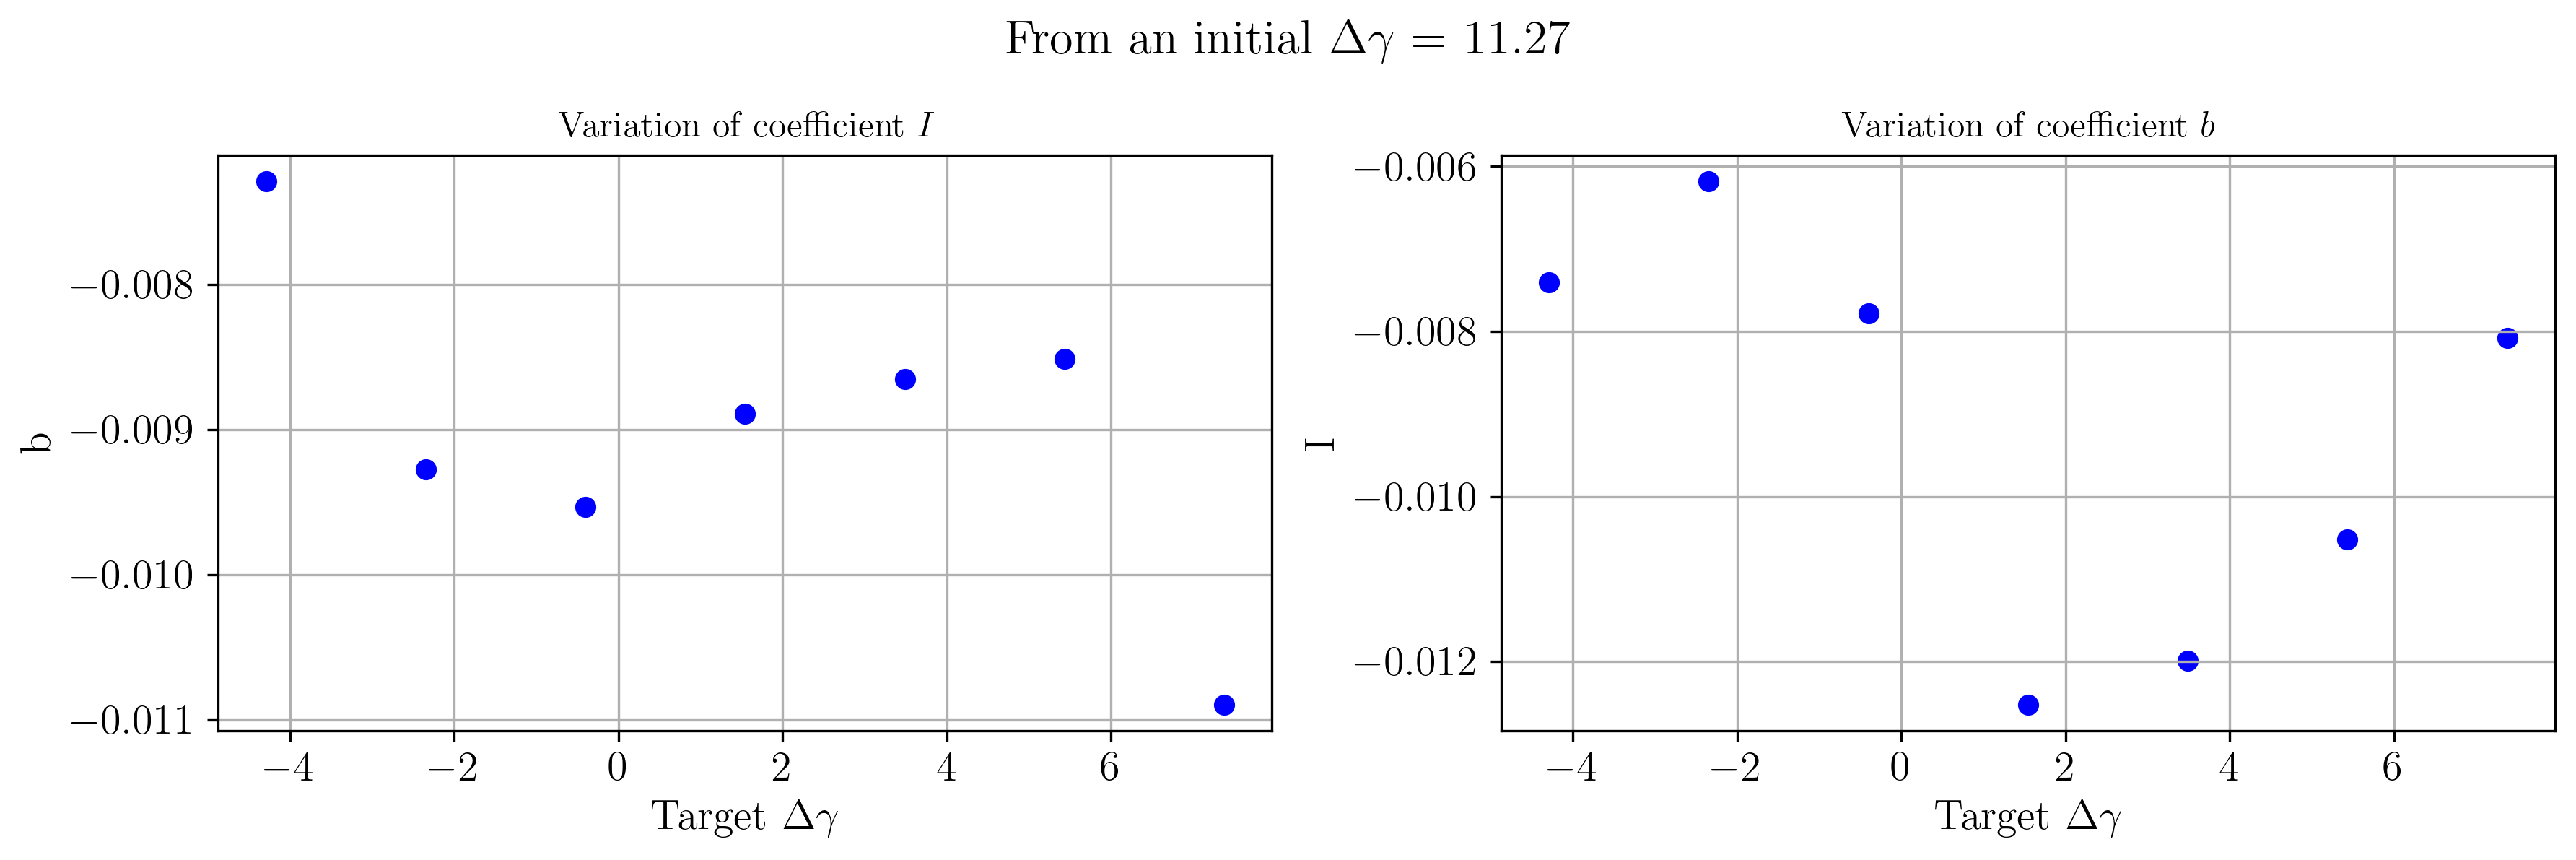 From an initial Δγ = 11.27
Variation of coefficient I
b
−0.008
−0.009
−0.010
−0.011
−4 −2 0 2 4 6
Target Δγ
Variation of coefficient b
I
−0.006
−0.008
−0.010
−0.012
−4 −2 0 2 4 6
Target Δγ